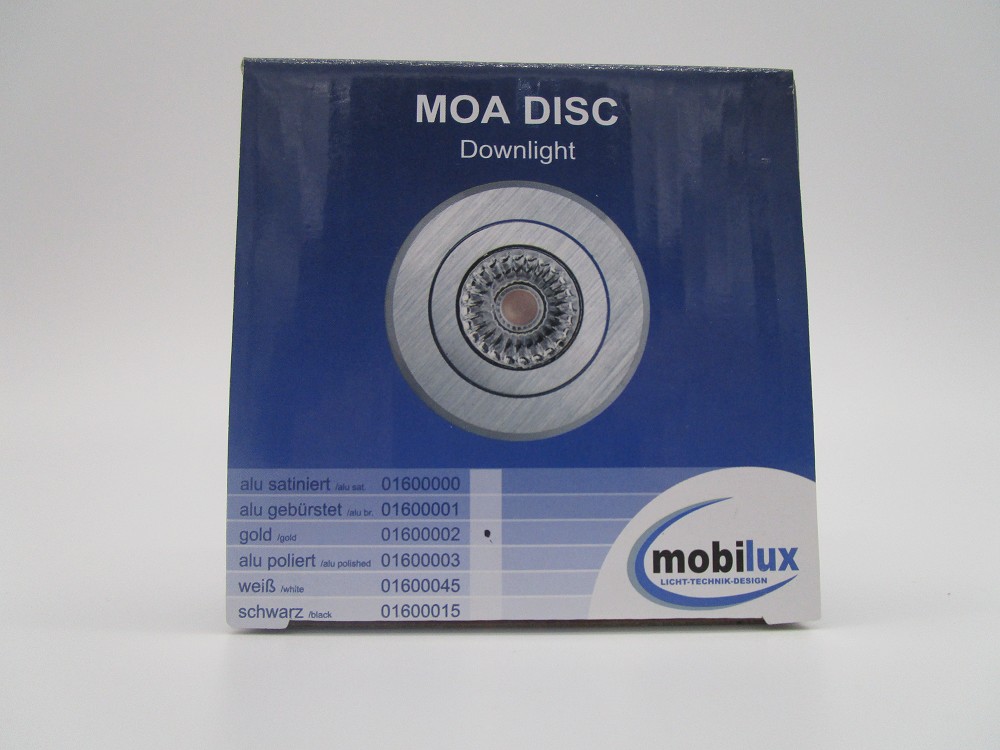 MOA DISC
Downlight
alu satiniert /alu sat. 01600000
alu gebürstet /alu br. 01600001
gold /gold 01600002
alu poliert /alu polished 01600003
weiß /white 01600045
schwarz /black 01600015
mobilux
LICHT-TECHNIK-DESIGN